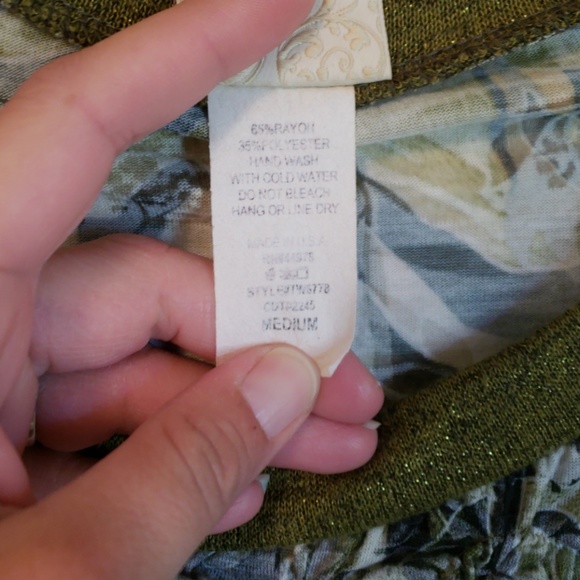 65%RAYON
35%POLYESTER
HAND WASH
WITH COLD WATER
DO NOT BLEACH
HANG OR LINE DRY
MADE IN U.S.A
MEDIUM